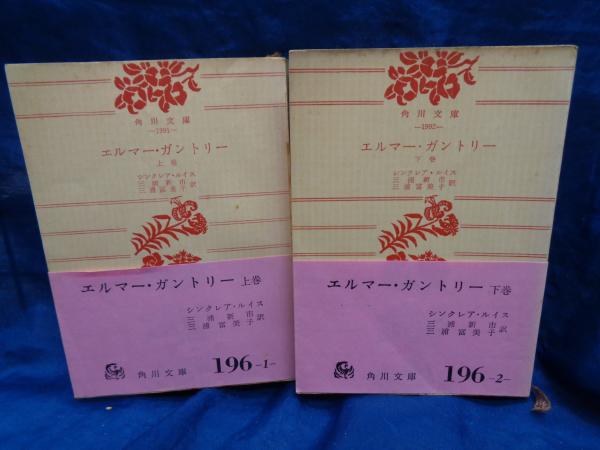 角川文庫
—1991—
エルマー・ガントリー
上巻
シンクレア・ルイス
三浦新市
三浦富美子訳
エルマー・ガントリー 上巻
シンクレア・ルイス
三浦新市
三浦富美子訳
角川文庫
196-1-
角川文庫
—1992—
エルマー・ガントリー
下巻
シンクレア・ルイス
三浦新市
三浦富美子訳
エルマー・ガントリー 下巻
シンクレア・ルイス
三浦新市
三浦富美子訳
角川文庫
196-2-